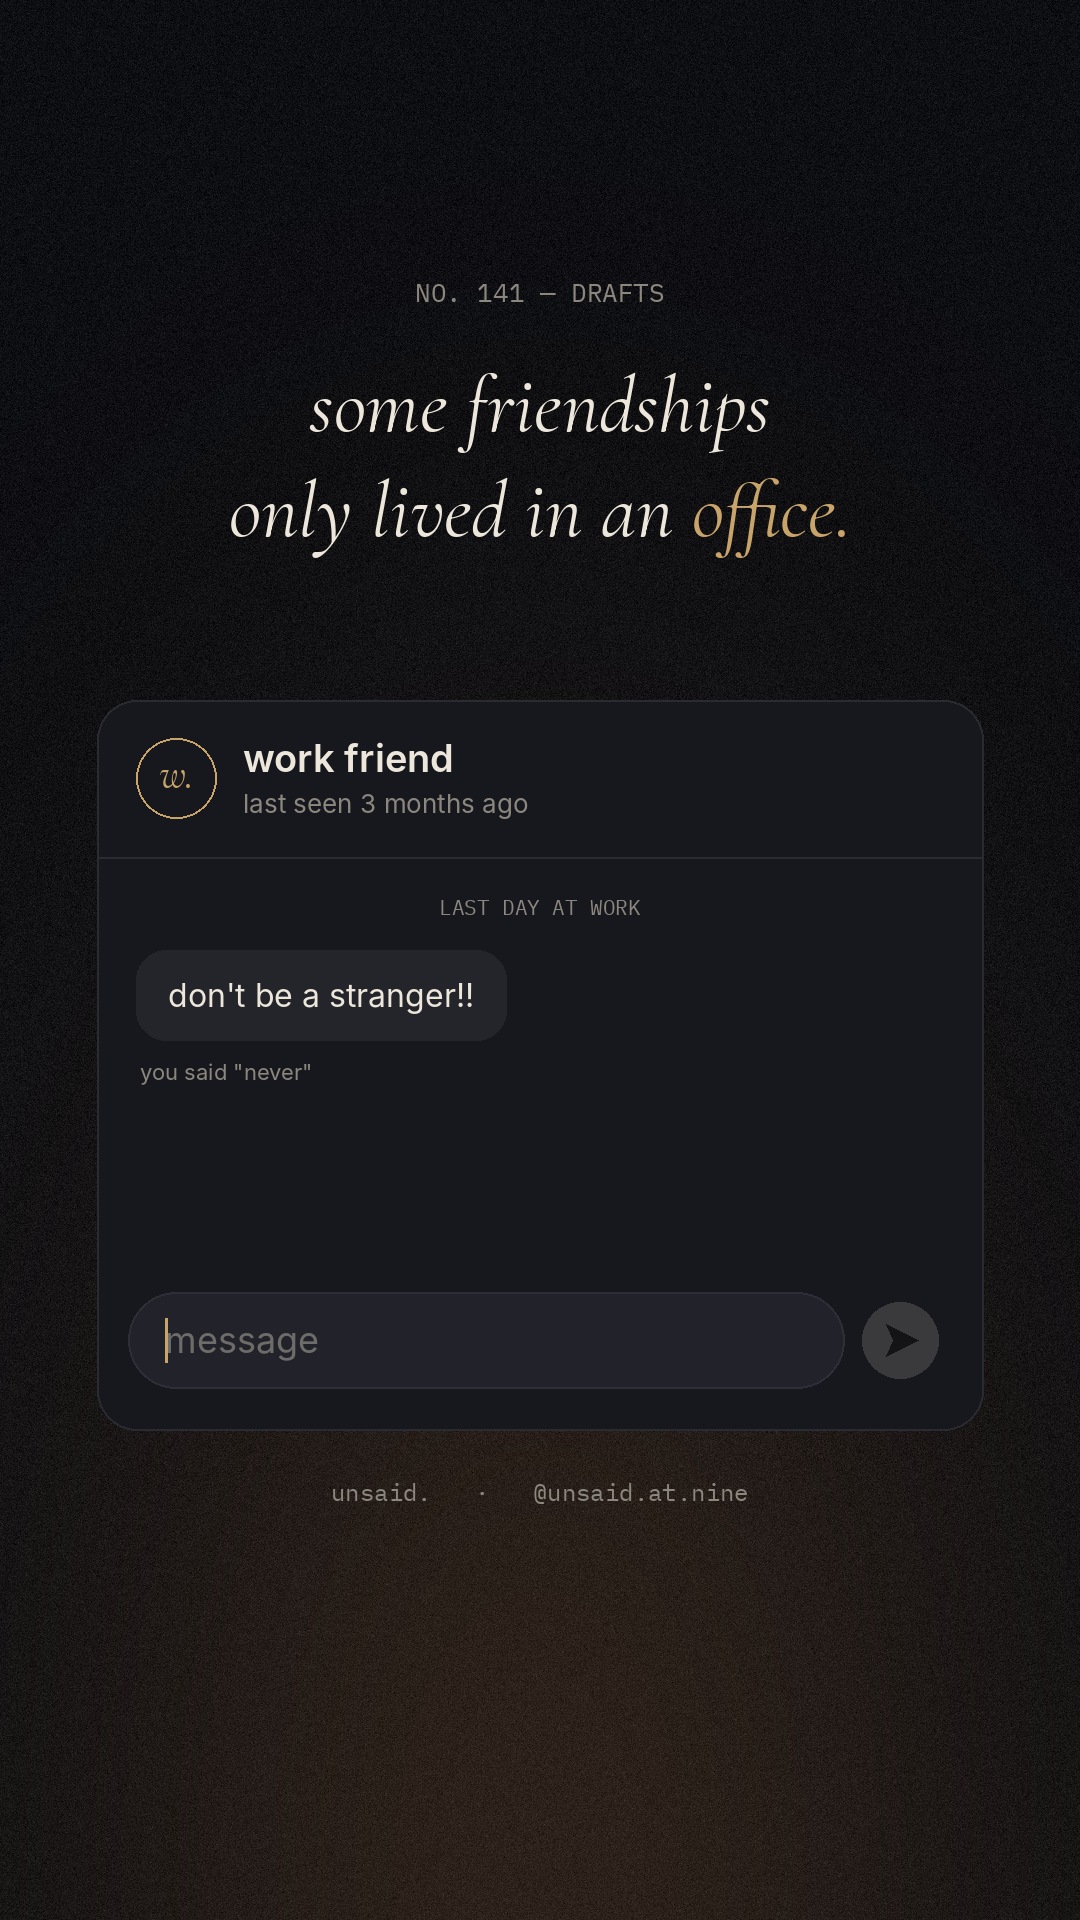 NO. 141 — DRAFTS
some friendships
only lived in an office.
w.
work friend
last seen 3 months ago
LAST DAY AT WORK
don't be a stranger!!
you said "never"
message
unsaid. · @unsaid.at.nine